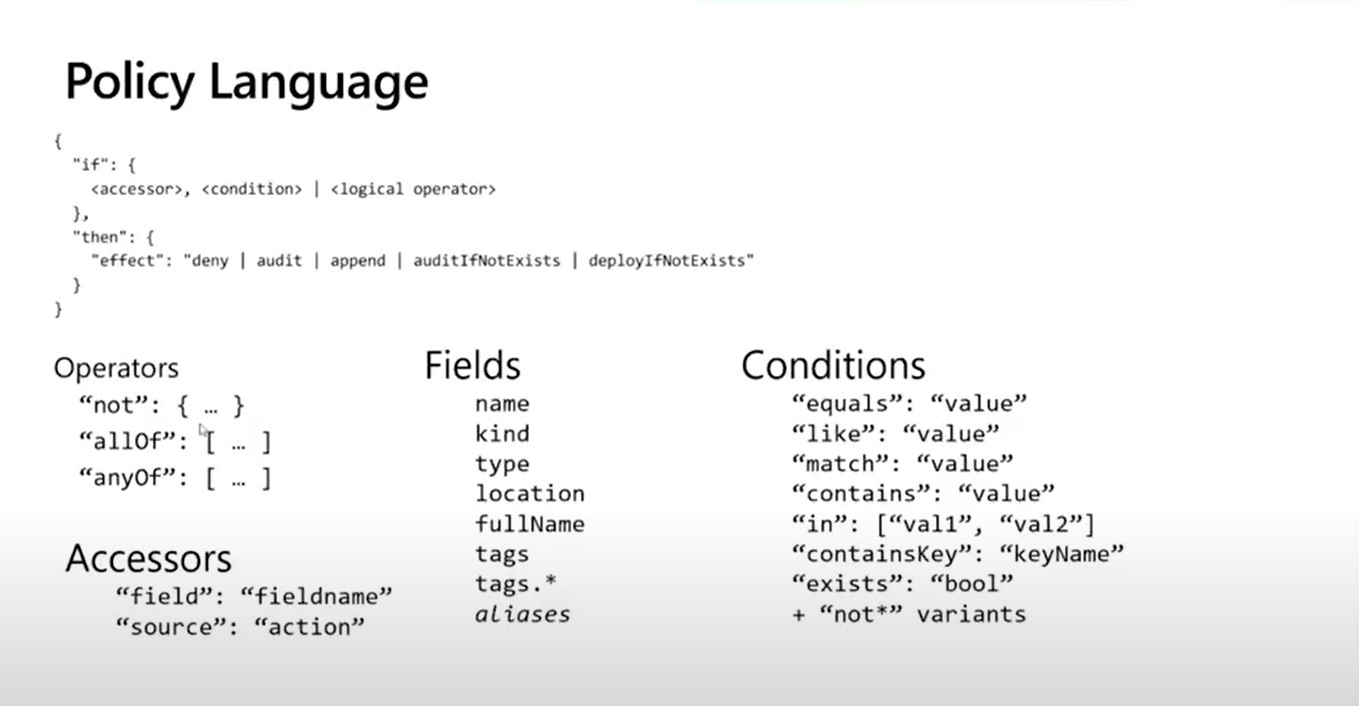 Policy Language
{
"if": {
<accessor>, <condition> | <logical operator>
},
"then": {
"effect": "deny | audit | append | auditIfNotExists | deployIfNotExists"
}
}
Operators
“not”: { … }
“allOf”: [ … ]
“anyOf”: [ … ]
Accessors
“field”: “fieldname”
“source”: “action”
Fields
name
kind
type
location
fullName
tags
tags.*
aliases
Conditions
“equals”: “value”
“like”: “value”
“match”: “value”
“contains”: “value”
“in”: [“val1”, “val2”]
“containsKey”: “keyName”
“exists”: “bool”
+ “not*” variants